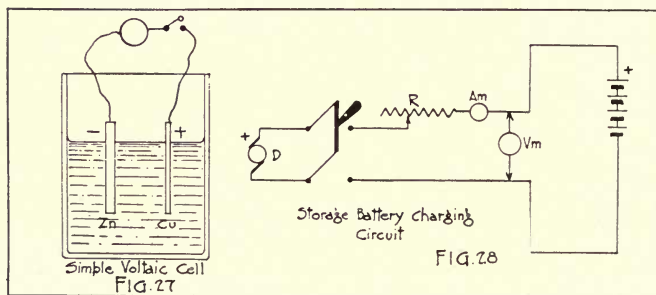 - +
Zn Cu
Simple Voltaic Cell
FIG.27
+ D
R
Am
Vm
+
Storage Battery Charging
Circuit
FIG.28